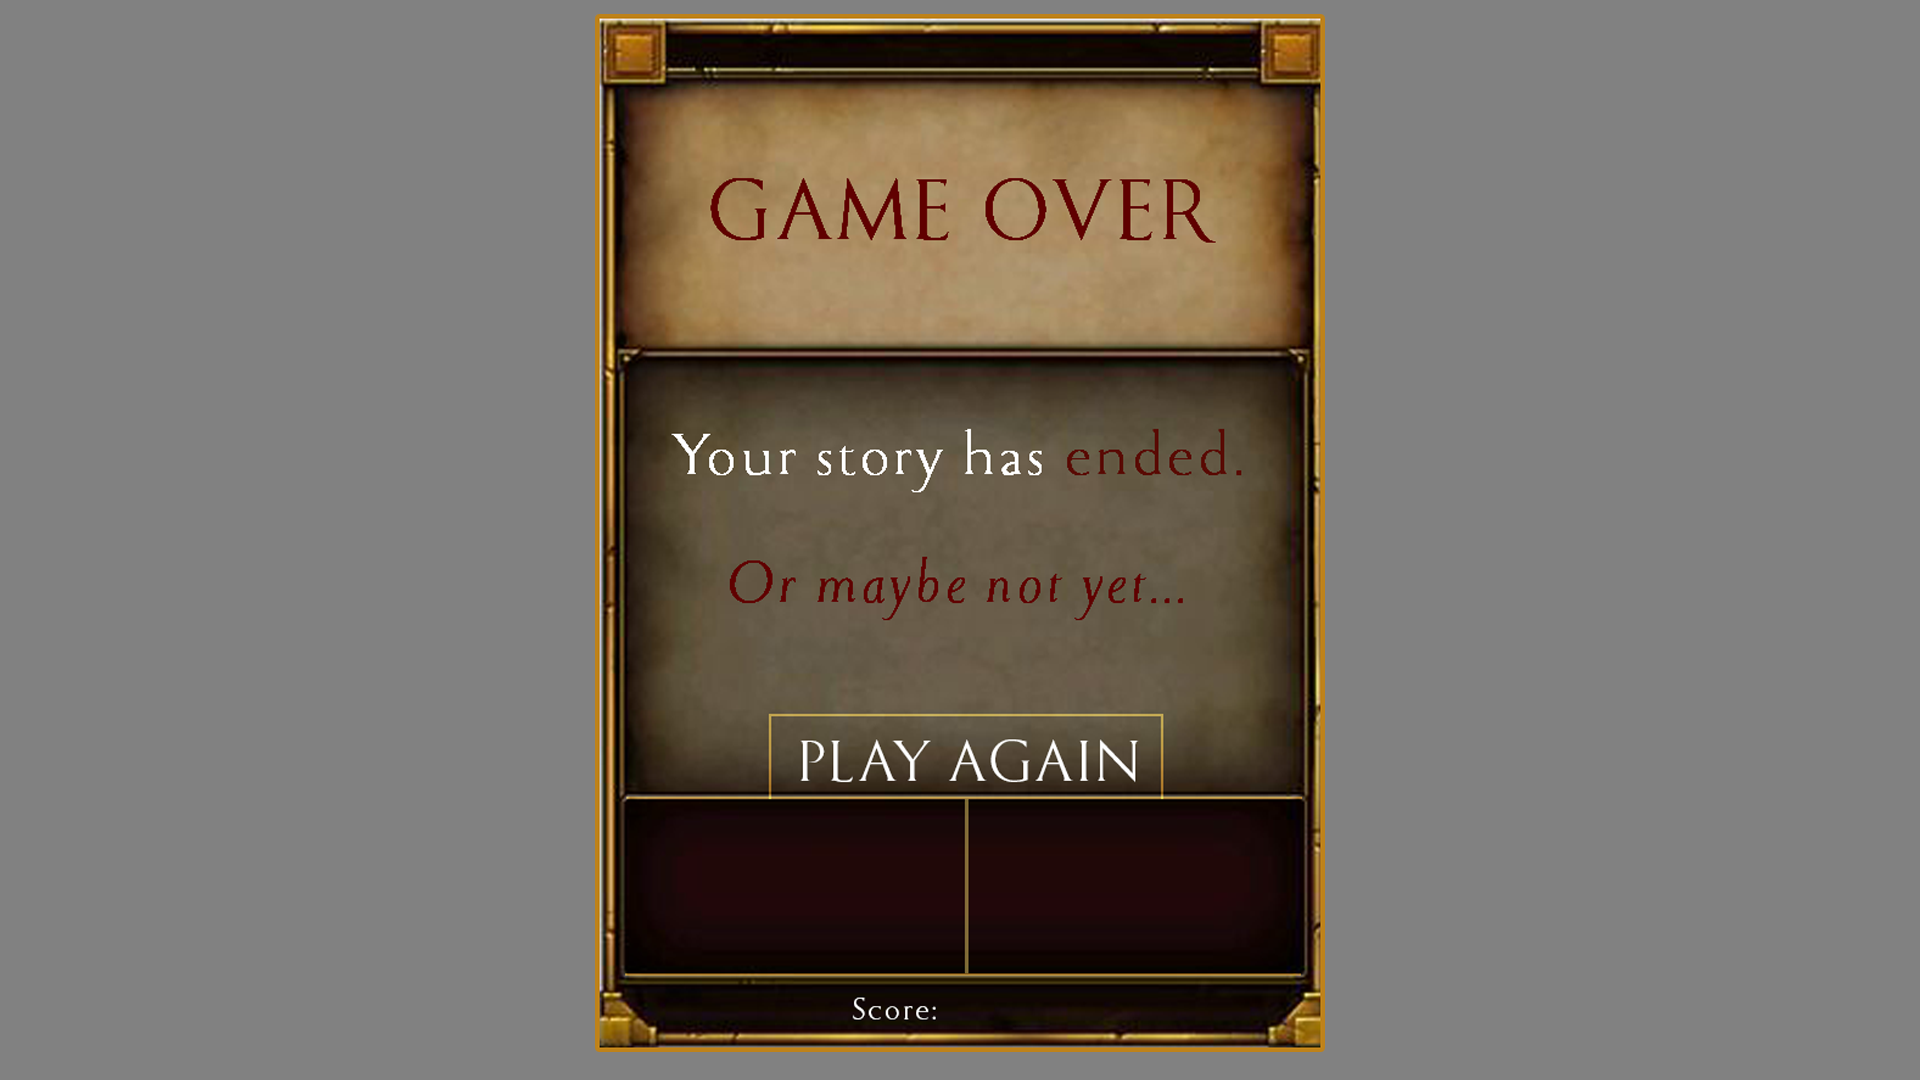 GAME OVER
Your story has ended.
Or maybe not yet...
PLAY AGAIN
Score: